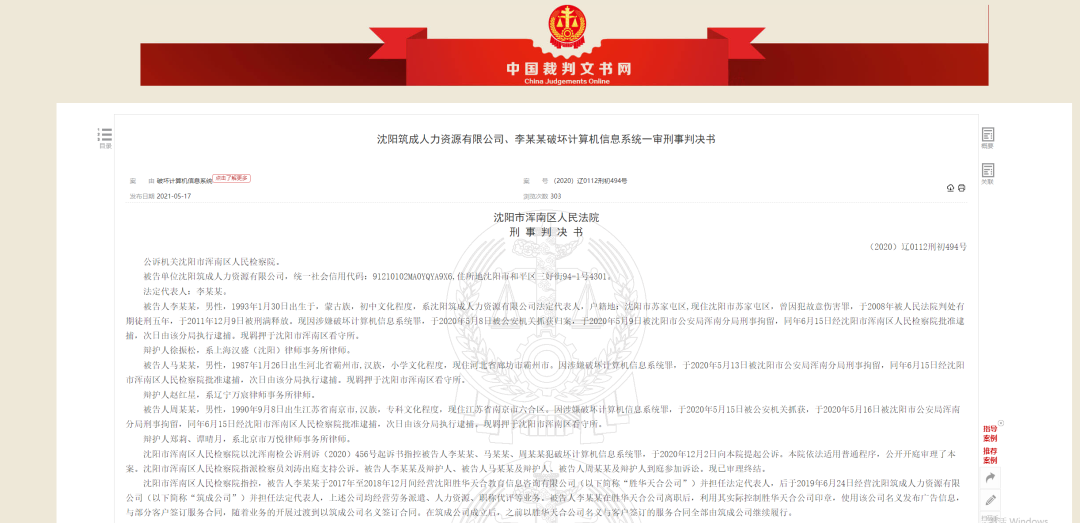 中国裁判文书网
China Judgements Online
目录
概要
关联
沈阳筑成人力资源有限公司、李某某破坏计算机信息系统一审刑事判决书
案 由 破坏计算机信息系统 点击了解更多
案 号 （2020）辽0112刑初494号
发布日期 2021-05-17
浏览次数 303
沈阳市浑南区人民法院
刑 事 判 决 书
（2020）辽0112刑初494号
公诉机关沈阳市浑南区人民检察院。
被告单位沈阳筑成人力资源有限公司，统一社会信用代码：91210102MA0YQYA9X6,住所地沈阳市和平区三好街94-1号4301。
法定代表人：李某某。
被告人李某某，男性，1993年1月30日出生于，蒙古族，初中文化程度，系沈阳筑成人力资源有限公司法定代表人，户籍地：沈阳市苏家屯区,现住沈阳市苏家屯区，曾因犯故意伤害罪，于2008年被人民法院判处有
期徒刑五年，于2011年12月9日被刑满释放。现因涉嫌破坏计算机信息系统罪，于2020年5月8日被公安机关抓获归案，于2020年5月9日被沈阳市公安局浑南分局刑事拘留，同年6月15日经沈阳市浑南区人民检察院批准逮
捕，次日由该分局执行逮捕。现羁押于沈阳市浑南区看守所。
辩护人徐振松，系上海汉盛（沈阳）律师事务所律师。
被告人马某某，男性，1987年1月26日出生河北省霸州市,汉族，小学文化程度，现住河北省廊坊市霸州市。因涉嫌破坏计算机信息系统罪，于2020年5月13日被沈阳市公安局浑南分局刑事拘留，同年6月15日经沈阳
市浑南区人民检察院批准逮捕，次日由该分局执行逮捕。现羁押于沈阳市浑南区看守所。
辩护人赵红星，系辽宁万宸律师事务所律师。
被告人周某某，男性，1990年9月8日出生江苏省南京市,汉族，专科文化程度，现住江苏省南京市六合区。因涉嫌破坏计算机信息系统罪，于2020年5月15日被公安机关抓获，于2020年5月16日被沈阳市公安局浑南
分局刑事拘留，同年6月15日经沈阳市浑南区人民检察院批准逮捕，次日由该分局执行逮捕。现羁押于沈阳市浑南区看守所。
辩护人郑莉、谭晴月，系北京市万悦律师事务所律师。
沈阳市浑南区人民检察院以沈浑南检公诉刑诉（2020）456号起诉书指控被告人李某某、马某某、周某某犯破坏计算机信息系统罪，于2020年12月2日向本院提起公诉。本院依法适用普通程序，公开开庭审理了本
案。沈阳市浑南区人民检察院指派检察员刘涛出庭支持公诉。被告人李某某及辩护人、被告人马某某及辩护人、被告人周某某及辩护人到庭参加诉讼。现已审理终结。
沈阳市浑南区人民检察院指控，被告人李某某于2017年至2018年12月间经营沈阳胜华天合教育信息咨询有限公司（以下简称“胜华天合公司”）并担任法定代表人，后于2019年6月24日经营沈阳筑成人力资源有限
公司（以下简称“筑成公司”）并担任法定代表人，上述公司均经营劳务派遣、人力资源、职称代评等业务。被告人李某某在胜华天合公司离职后，利用其实际控制胜华天合公司印章，使用该公司名义发布广告信息，
与部分客户签订服务合同，随着业务的开展过渡到以筑成公司名义签订合同。在筑成公司成立后，之前以胜华天合公司名义与客户签订的服务合同全部由筑成公司继续履行。
指导
案例
推荐
案例
Windows